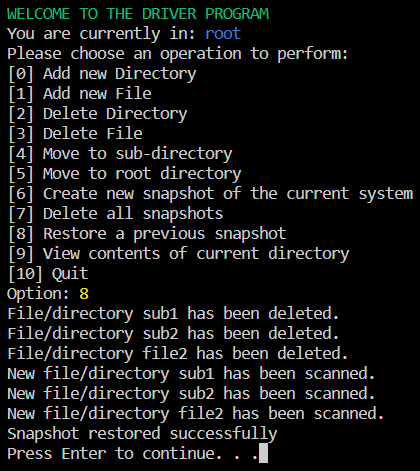 WELCOME TO THE DRIVER PROGRAM
You are currently in: root
Please choose an operation to perform:
[0] Add new Directory
[1] Add new File
[2] Delete Directory
[3] Delete File
[4] Move to sub-directory
[5] Move to root directory
[6] Create new snapshot of the current system
[7] Delete all snapshots
[8] Restore a previous snapshot
[9] View contents of current directory
[10] Quit
Option: 8
File/directory sub1 has been deleted.
File/directory sub2 has been deleted.
File/directory file2 has been deleted.
New file/directory sub1 has been scanned.
New file/directory sub2 has been scanned.
New file/directory file2 has been scanned.
Snapshot restored successfully
Press Enter to continue. . .